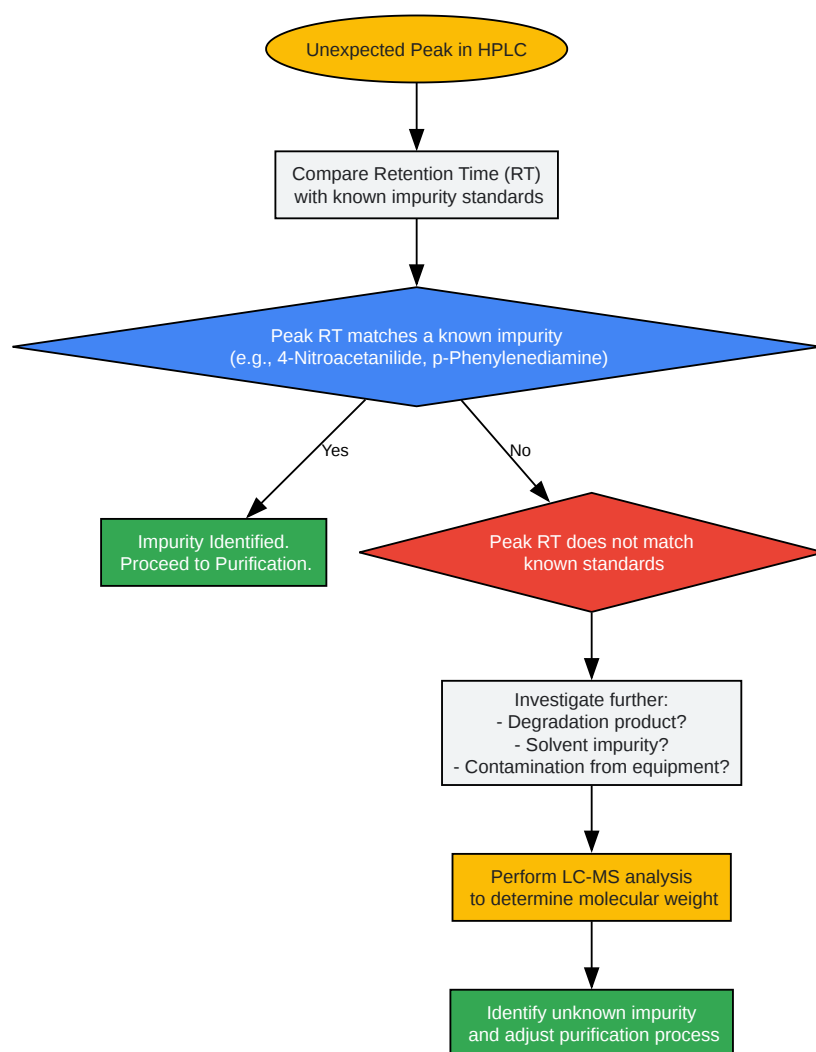 Unexpected Peak in HPLC
Compare Retention Time (RT)
with known impurity standards
Peak RT matches a known impurity
(e.g., 4-Nitroacetanilide, p-Phenylenediamine)
Yes
No
Impurity Identified.
Proceed to Purification.
Peak RT does not match
known standards
Investigate further:
- Degradation product?
- Solvent impurity?
- Contamination from equipment?
Perform LC-MS analysis
to determine molecular weight
Identify unknown impurity
and adjust purification process